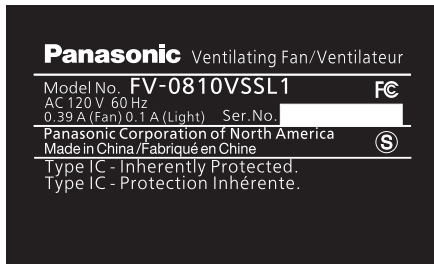 Panasonic Ventilating Fan/Ventilateur
Model No. FV-0810VSSL1 FC
AC 120 V 60 Hz
0.39 A (Fan) 0.1 A (Light) Ser.No.
Panasonic Corporation of North America
Made in China /Fabriqué en Chine S
Type IC - Inherently Protected.
Type IC - Protection Inhérente.